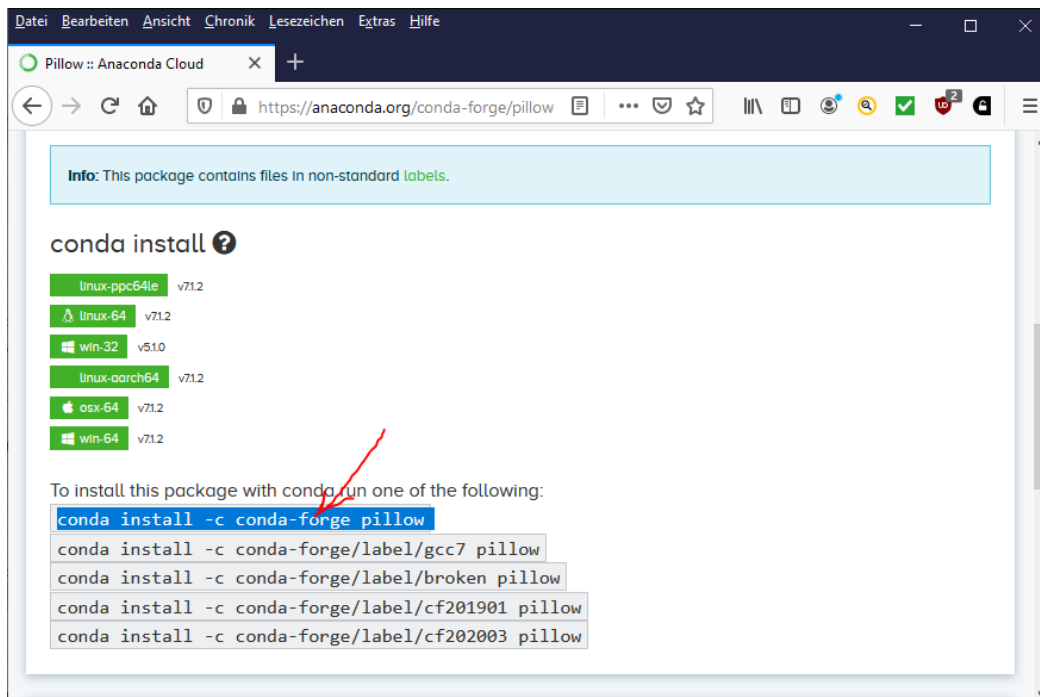 Datei Bearbeiten Ansicht Chronik Lesezeichen Extras Hilfe
Pillow :: Anaconda Cloud
https://anaconda.org/conda-forge/pillow
2
Info: This package contains files in non-standard labels.
conda install
linux-ppc64le v7.1.2
linux-64 v7.1.2
win-32 v5.1.0
linux-aarch64 v7.1.2
osx-64 v7.1.2
win-64 v7.1.2
To install this package with conda run one of the following:
conda install -c conda-forge pillow
conda install -c conda-forge/label/gcc7 pillow
conda install -c conda-forge/label/broken pillow
conda install -c conda-forge/label/cf201901 pillow
conda install -c conda-forge/label/cf202003 pillow